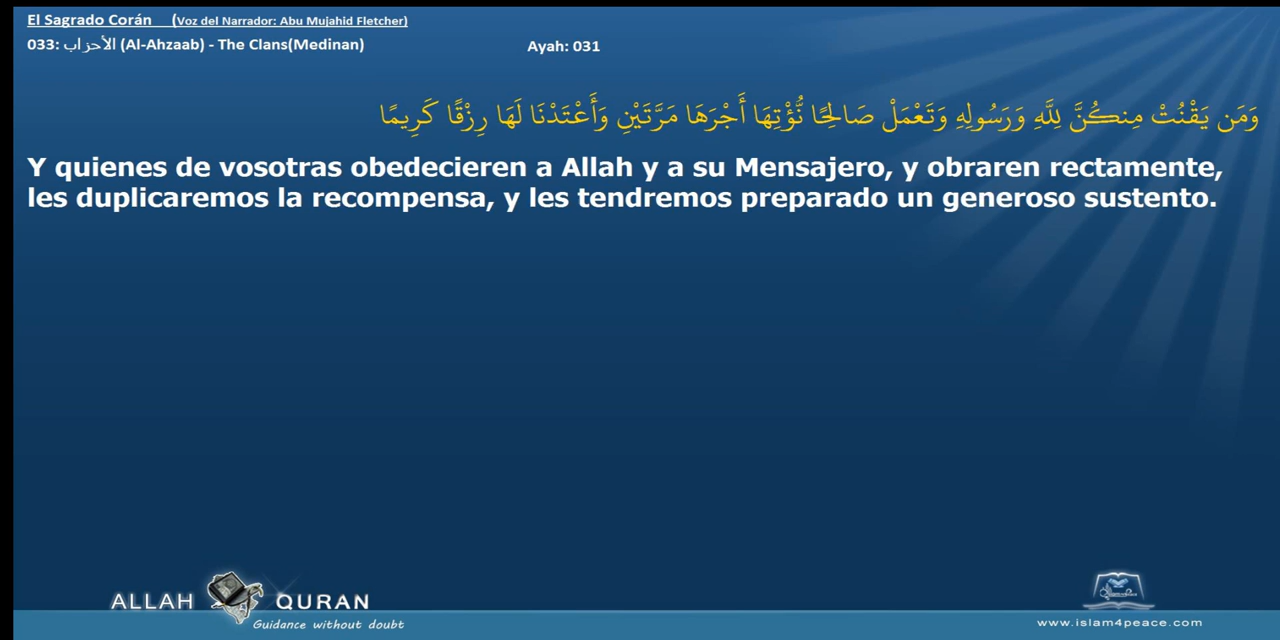 El Sagrado Corán (Voz del Narrador: Abu Mujahid Fletcher)
033: الأحزاب (Al-Ahzaab) - The Clans(Medinan) Ayah: 031
وَمَن يَقْنُتْ مِنكُنَّ لِلَّهِ وَرَسُولِهِ وَتَعْمَلْ صَالِحًا نُّؤْتِهَا أَجْرَهَا مَرَّتَيْنِ وَأَعْتَدْنَا لَهَا رِزْقًا كَرِيمًا
Y quienes de vosotras obedecieren a Allah y a su Mensajero, y obraren rectamente,
les duplicaremos la recompensa, y les tendremos preparado un generoso sustento.
ALLAH QURAN
Guidance without doubt
www.islam4peace.com